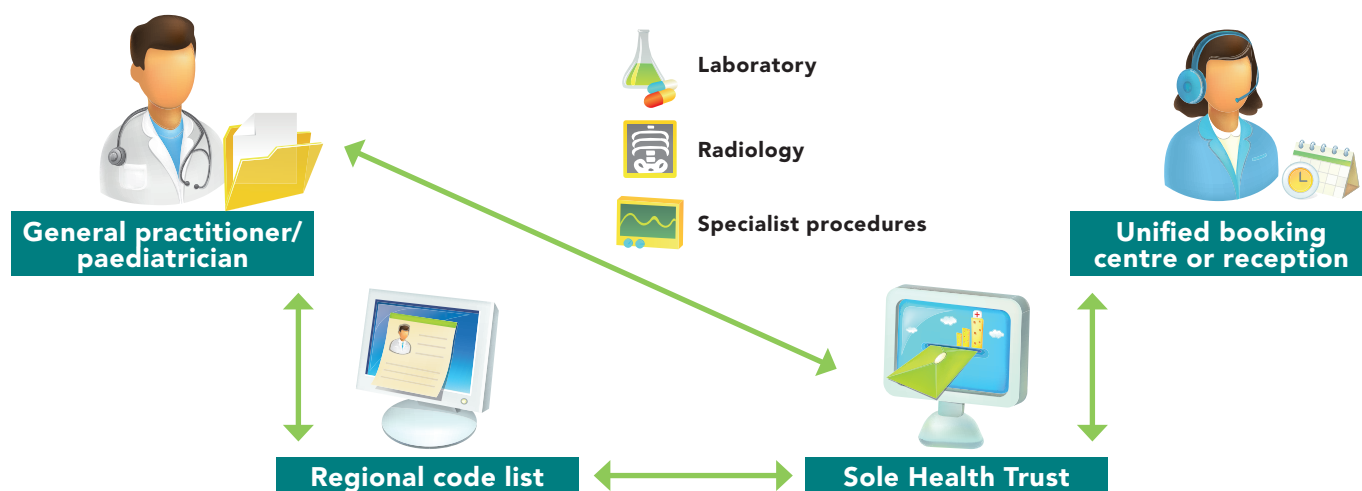 Laboratory
Radiology
Specialist procedures
General practitioner/
paediatrician
Unified booking
centre or reception
Regional code list
Sole Health Trust